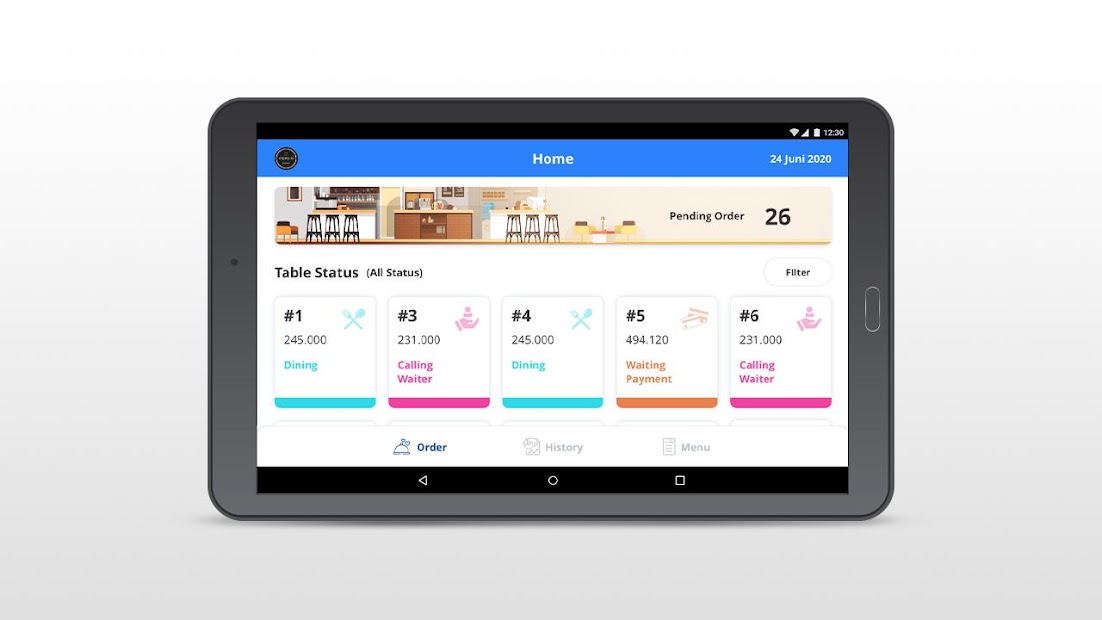 12:30
Home
24 Juni 2020
Pending Order 26
Table Status (All Status)
Filter
#1
245.000
Dining
#3
231.000
Calling
Waiter
#4
245.000
Dining
#5
494.120
Waiting
Payment
#6
231.000
Calling
Waiter
Order
History
Menu